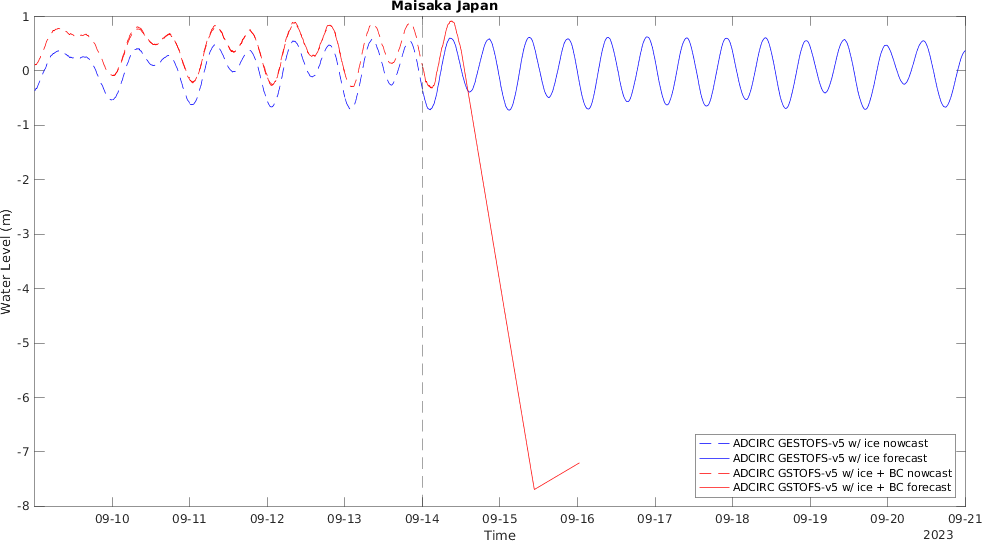 Maisaka Japan
1
0
-1
-2
-3
-4
-5
-6
-7
-8
Water Level (m)
ADCIRC GESTOFS-v5 w/ ice nowcast
ADCIRC GESTOFS-v5 w/ ice forecast
ADCIRC GSTOFS-v5 w/ ice + BC nowcast
ADCIRC GSTOFS-v5 w/ ice + BC forecast
09-10 09-11 09-12 09-13 09-14 09-15 09-16 09-17 09-18 09-19 09-20 09-21
Time
2023